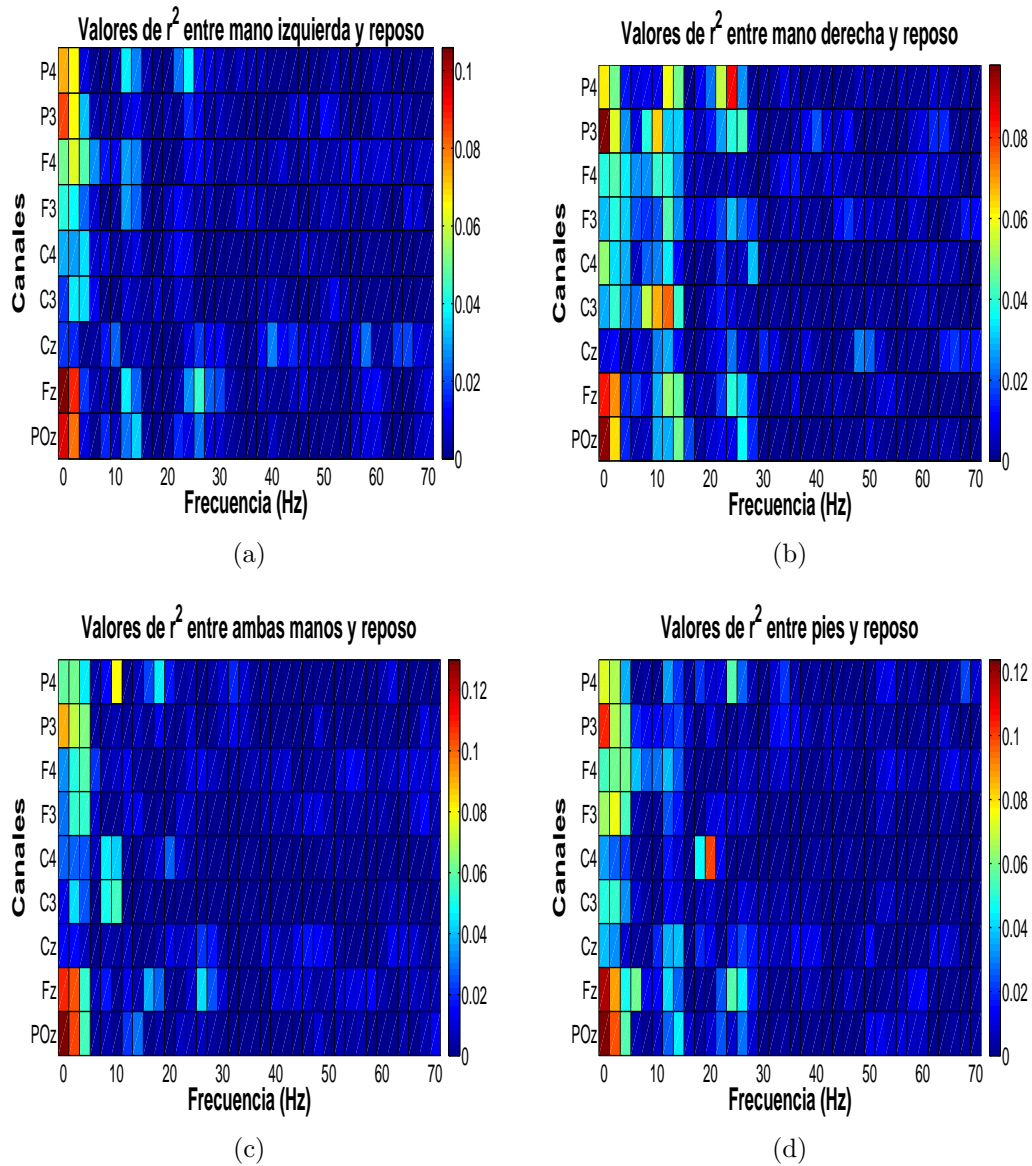 Valores de r² entre mano izquierda y reposo
P4
P3
F4
F3
C4
C3
Cz
Fz
POz
Canales
0 10 20 30 40 50 60 70
Frecuencia (Hz)
0.1
0.08
0.06
0.04
0.02
0
(a)
Valores de r² entre mano derecha y reposo
P4
P3
F4
F3
C4
C3
Cz
Fz
POz
Canales
0 10 20 30 40 50 60 70
Frecuencia (Hz)
0.08
0.06
0.04
0.02
0
(b)
Valores de r² entre ambas manos y reposo
P4
P3
F4
F3
C4
C3
Cz
Fz
POz
Canales
0 10 20 30 40 50 60 70
Frecuencia (Hz)
0.12
0.1
0.08
0.06
0.04
0.02
0
(c)
Valores de r² entre pies y reposo
P4
P3
F4
F3
C4
C3
Cz
Fz
POz
Canales
0 10 20 30 40 50 60 70
Frecuencia (Hz)
0.12
0.1
0.08
0.06
0.04
0.02
0
(d)